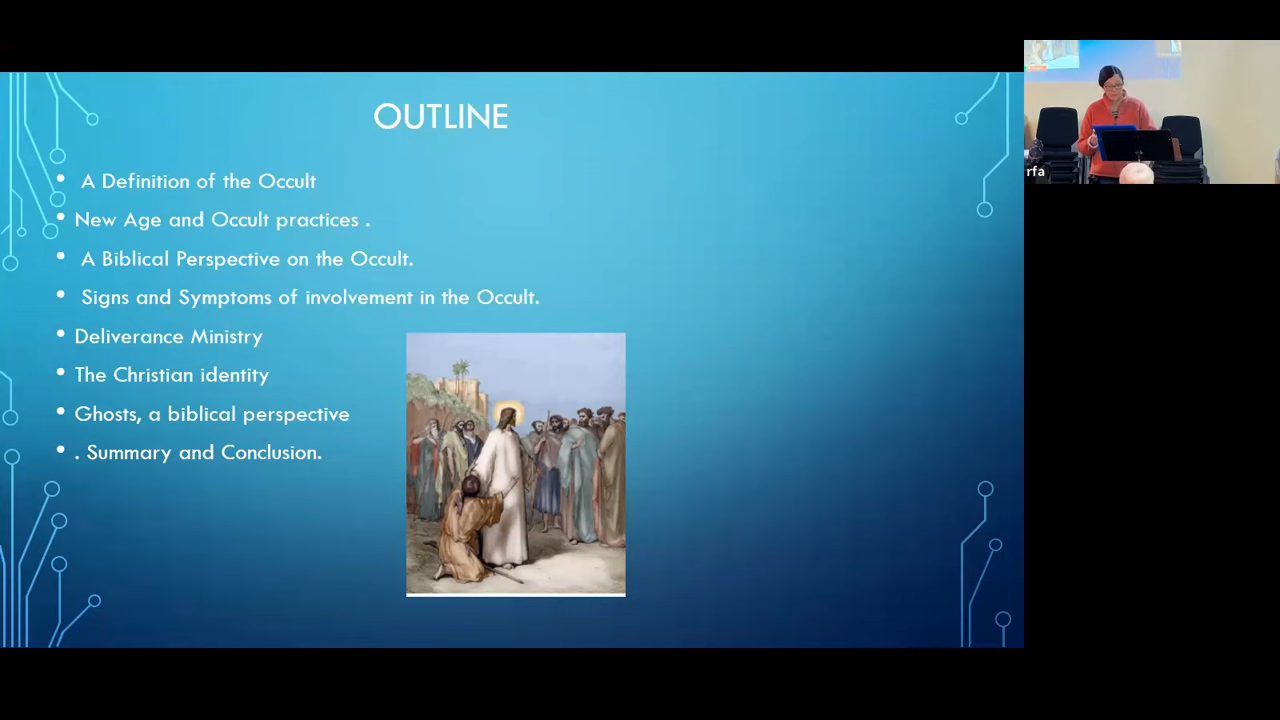 OUTLINE
• A Definition of the Occult
• New Age and Occult practices .
• A Biblical Perspective on the Occult.
• Signs and Symptoms of involvement in the Occult.
• Deliverance Ministry
• The Christian identity
• Ghosts, a biblical perspective
• . Summary and Conclusion.
rfa